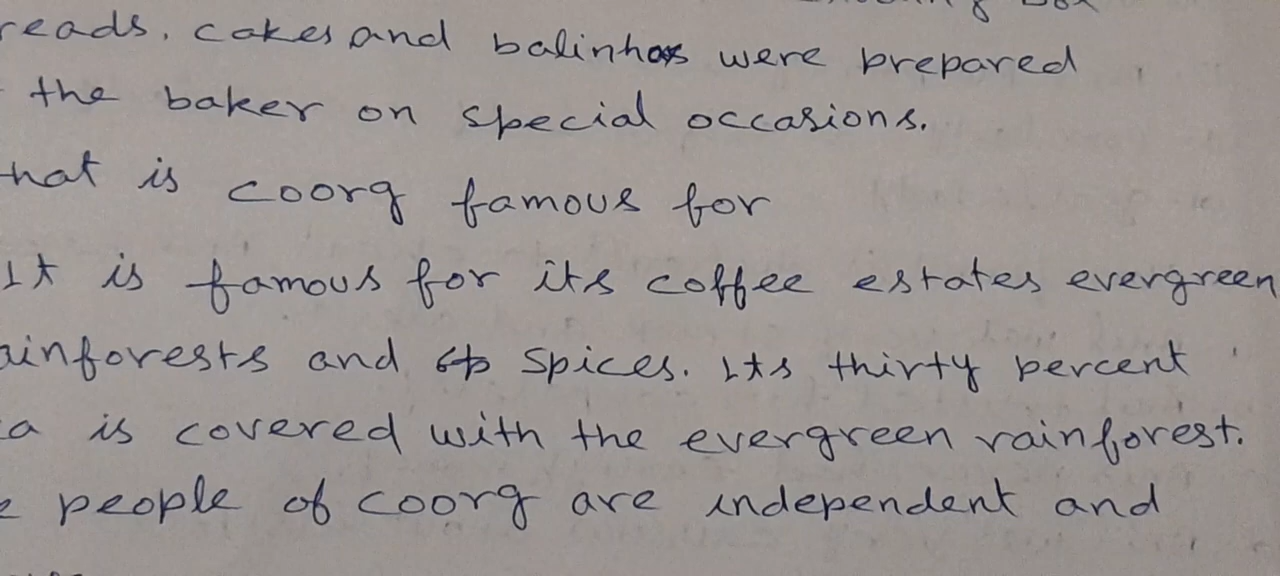 reads, cakes and balinhas were prepared
the baker on special occasions.
hat is coorg famous for
It is famous for its coffee estates evergreen
ainforests and spices. Its thirty percent
a is covered with the evergreen rainforest.
e people of coorg are independent and